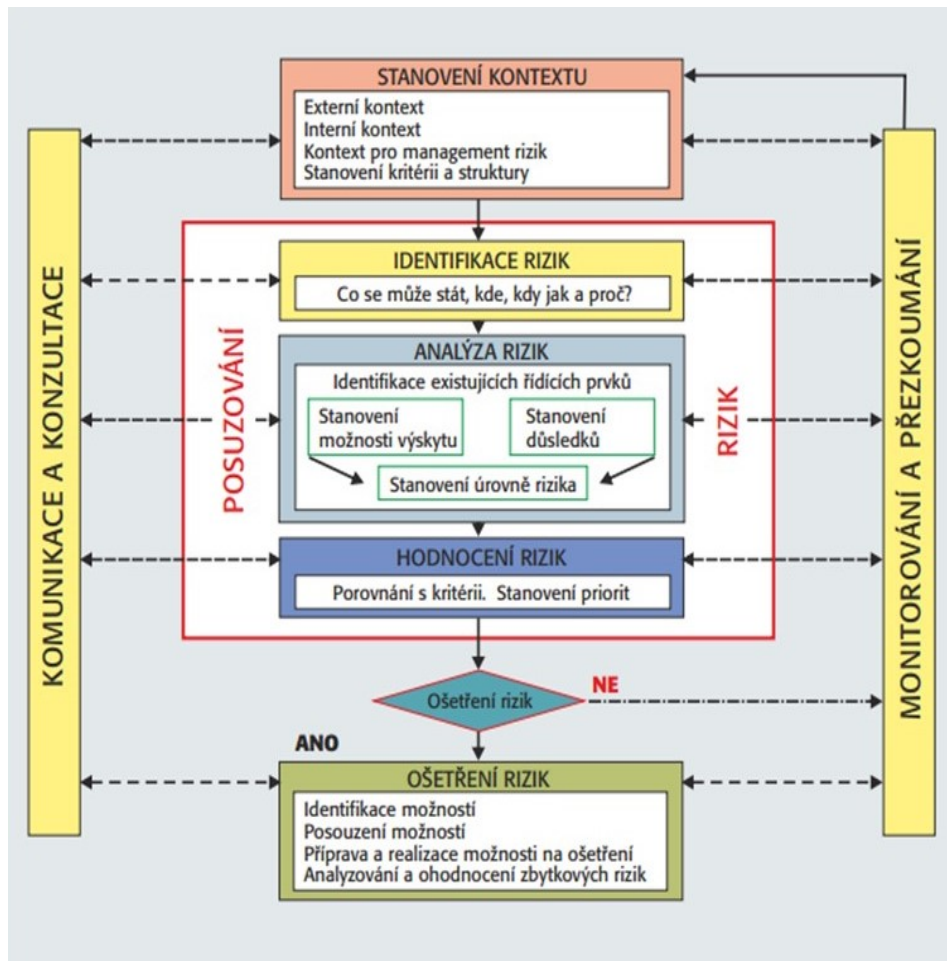 STANOVENÍ KONTEXTU
Externí kontext
Interní kontext
Kontext pro management rizik
Stanovení kritérii a struktury
KOMUNIKACE A KONZULTACE
MONITOROVÁNÍ A PŘEZKOUMÁNÍ
POSUZOVÁNÍ
RIZIK
IDENTIFIKACE RIZIK
Co se může stát, kde, kdy jak a proč?
ANALÝZA RIZIK
Identifikace existujících řídících prvků
Stanovení
možnosti výskytu
Stanovení
důsledků
Stanovení úrovně rizika
HODNOCENÍ RIZIK
Porovnání s kritérii. Stanovení priorit
Ošetření rizik
NE
ANO
OŠETŘENÍ RIZIK
Identifikace možností
Posouzení možností
Příprava a realizace možnosti na ošetření
Analyzování a ohodnocení zbytkových rizik